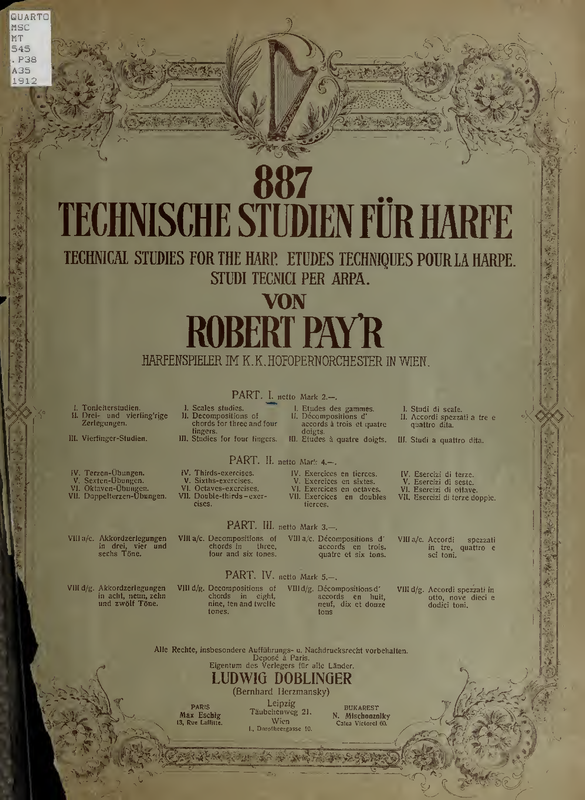 QUARTO
MSC
MT
545
.P38
A35
1912
887
TECHNISCHE STUDIEN FÜR HARFE
TECHNICAL STUDIES FOR THE HARP. ETUDES TECHNIQUES POUR LA HARPE.
STUDI TECNICI PER ARPA.
VON
ROBERT PAY'R
HARFENSPIELER IM K. K. HOFOPERNORCHESTER IN WIEN.
PART. I. netto Mark 2.—.
I. Tonleiterstudien.
II. Drei- und vierfing'rige
Zerlegungen.
III. Vierfinger-Studien.
I. Scales studies.
II. Decompositions of
chords for three and four
fingers.
III. Studies for four fingers.
I. Etudes des gammes.
II. Décompositions d'
accords à trois et quatre
doigts.
III. Etudes à quatre doigts.
I. Studi di scale.
II. Accordi spezzati a tre e
quattro dita.
III. Studi a quattro dita.
PART. II. netto Mark 4.—.
IV. Terzen-Übungen.
V. Sexten-Übungen.
VI. Oktaven-Übungen.
VII. Doppelterzen-Übungen.
IV. Thirds-exercises.
V. Sixths-exercises.
VI. Octaves-exercises.
VII. Double-thirds-exer-
cises.
IV. Exercices en tierces.
V. Exercices en sixtes.
VI. Exercices en octaves.
VII. Exercices en doubles
tierces.
IV. Esercizi di terze.
V. Esercizi di seste.
VI. Esercizi di ottave.
VII. Esercizi di terze doppie.
PART. III. netto Mark 3.—.
VIII a/c. Akkordzerlegungen
in drei, vier und
sechs Töne.
VIII a/c. Decompositions of
chords in three,
four and six tones.
VIII a/c. Décompositions d'
accords en trois,
quatre et six tons.
VIII a/c. Accordi spezzati
in tre, quattro e
sei toni.
PART. IV. netto Mark 5.—.
VIII d/g. Akkordzerlegungen
in acht, neun, zehn
und zwölf Töne.
VIII d/g. Decompositions of
chords in eight,
nine, ten and twelfe
tones.
VIII d/g. Décompositions d'
accords en huit,
neuf, dix et douze
tons
VIII d/g. Accordi spezzati in
otto, nove dieci e
dodici toni.
Alle Rechte, insbesondere Aufführungs- u. Nachdrucksrecht vorbehalten.
Deposé à Paris.
Eigentum des Verlegers für alle Länder.
LUDWIG DOBLINGER
(Bernhard Herzmansky)
PARIS
Max Eschig
13, Rue Laffitte.
Leipzig
Täubchenweg 21.
Wien
I., Dorotheergasse 10.
BUKAREST
N. Mischonzniky
Calea Victorei 60.